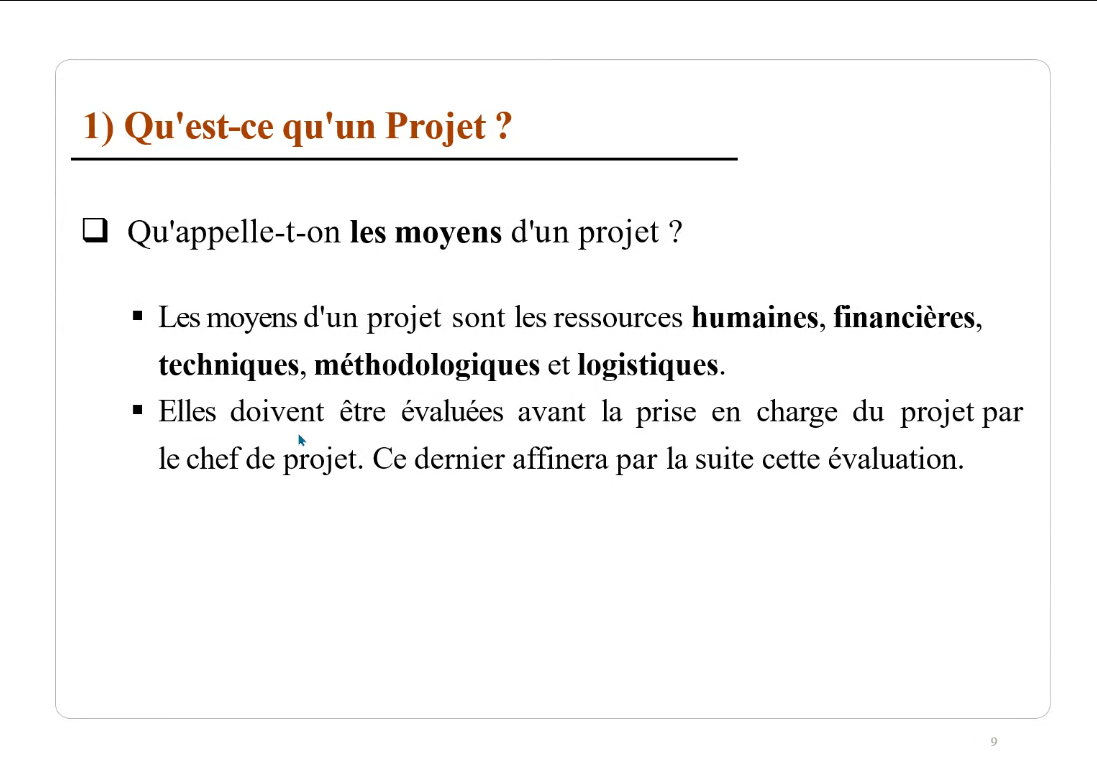 1) Qu'est-ce qu'un Projet ?
Qu'appelle-t-on les moyens d'un projet ?
Les moyens d'un projet sont les ressources humaines, financières,
techniques, méthodologiques et logistiques.
Elles doivent être évaluées avant la prise en charge du projet par
le chef de projet. Ce dernier affinera par la suite cette évaluation.
9